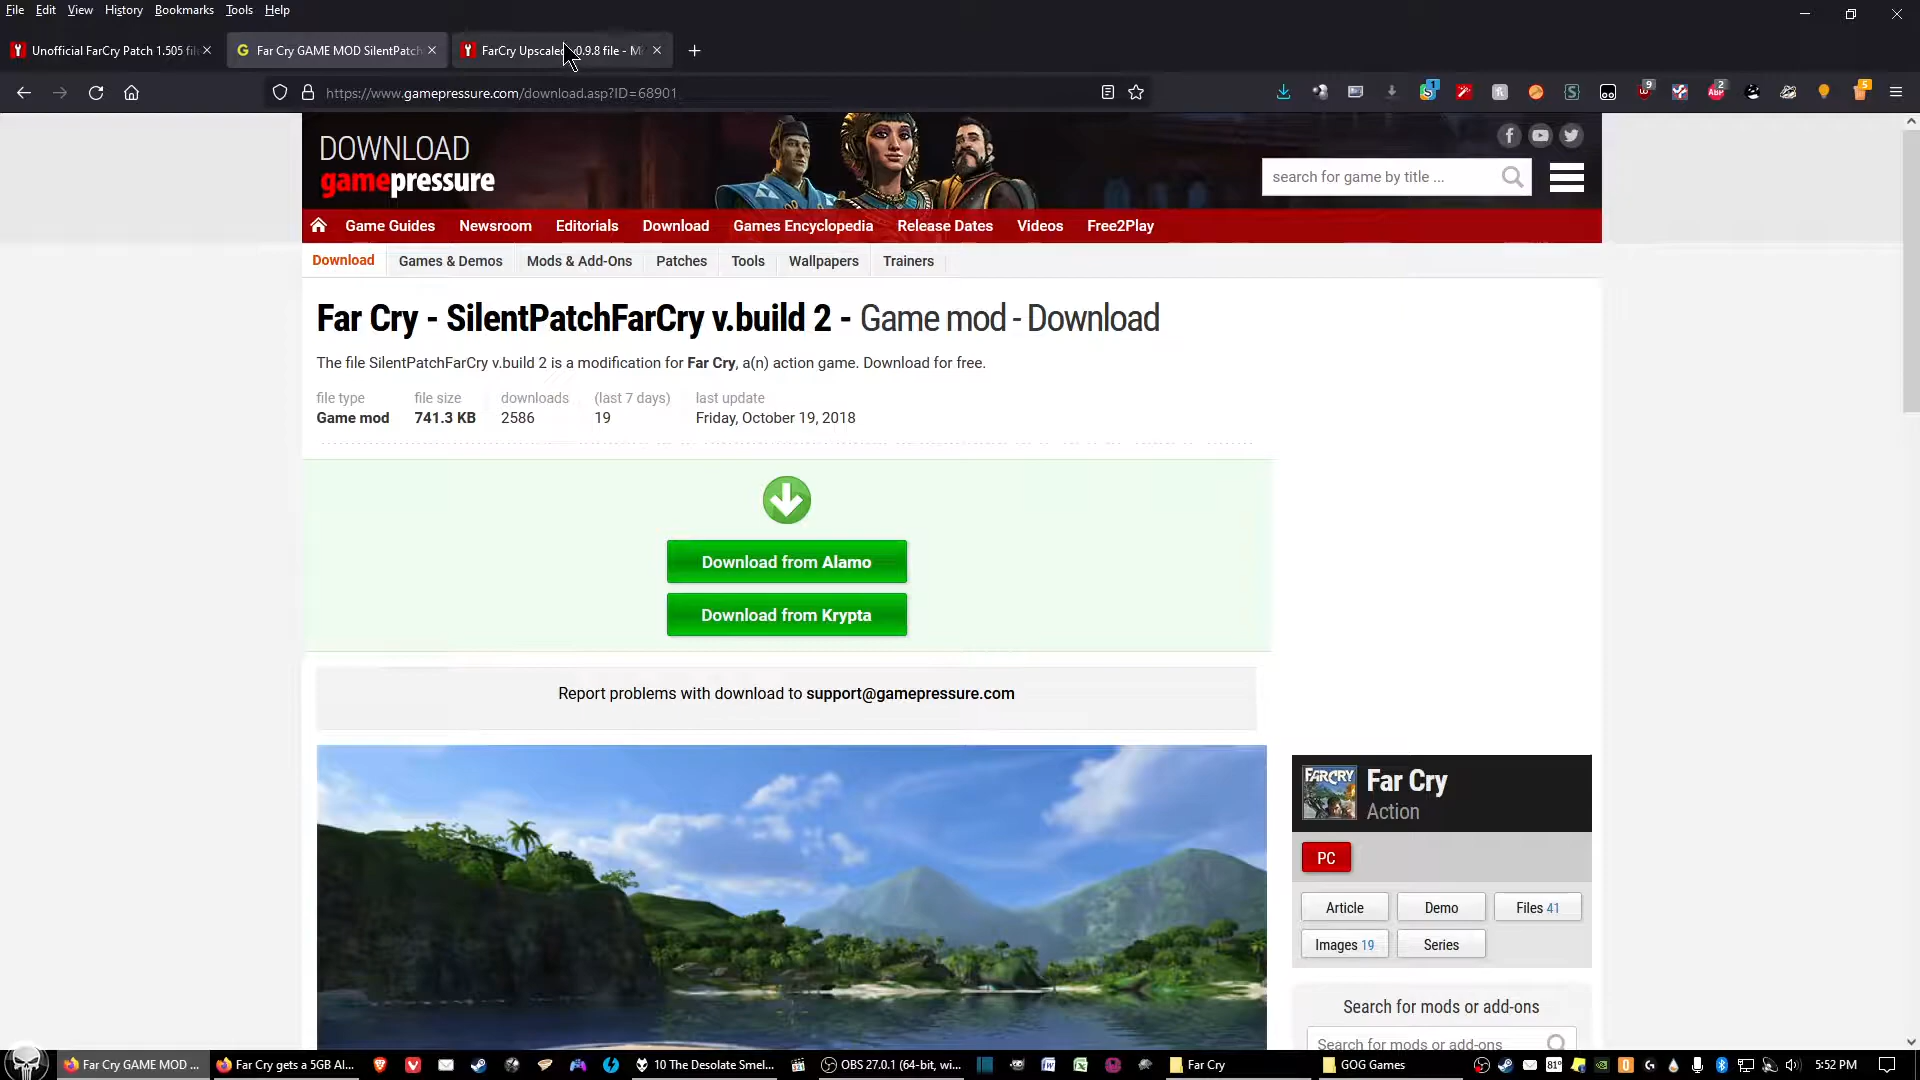 File Edit View History Bookmarks Tools Help
Unofficial FarCry Patch 1.505 fil
Far Cry GAME MOD SilentPatch
FarCry Upscaled v0.9.8 file - M
https://www.gamepressure.com/download.asp?ID=68901
1 9 2 5
DOWNLOAD
gamepressure
search for game by title ...
Game Guides Newsroom Editorials Download Games Encyclopedia Release Dates Videos Free2Play
Download Games & Demos Mods & Add-Ons Patches Tools Wallpapers Trainers
Far Cry - SilentPatchFarCry v.build 2 - Game mod - Download
The file SilentPatchFarCry v.build 2 is a modification for Far Cry, a(n) action game. Download for free.
file type file size downloads (last 7 days) last update
Game mod 741.3 KB 2586 19 Friday, October 19, 2018
Download from Alamo
Download from Krypta
Report problems with download to support@gamepressure.com
FARCRY
Far Cry
Action
PC
Article Demo Files 41
Images 19 Series
Search for mods or add-ons
Search for mods or add-ons
Far Cry GAME MOD ... Far Cry gets a 5GB AI... 10 The Desolate Smel... OBS 27.0.1 (64-bit, wi... Far Cry GOG Games 81° 5:52 PM